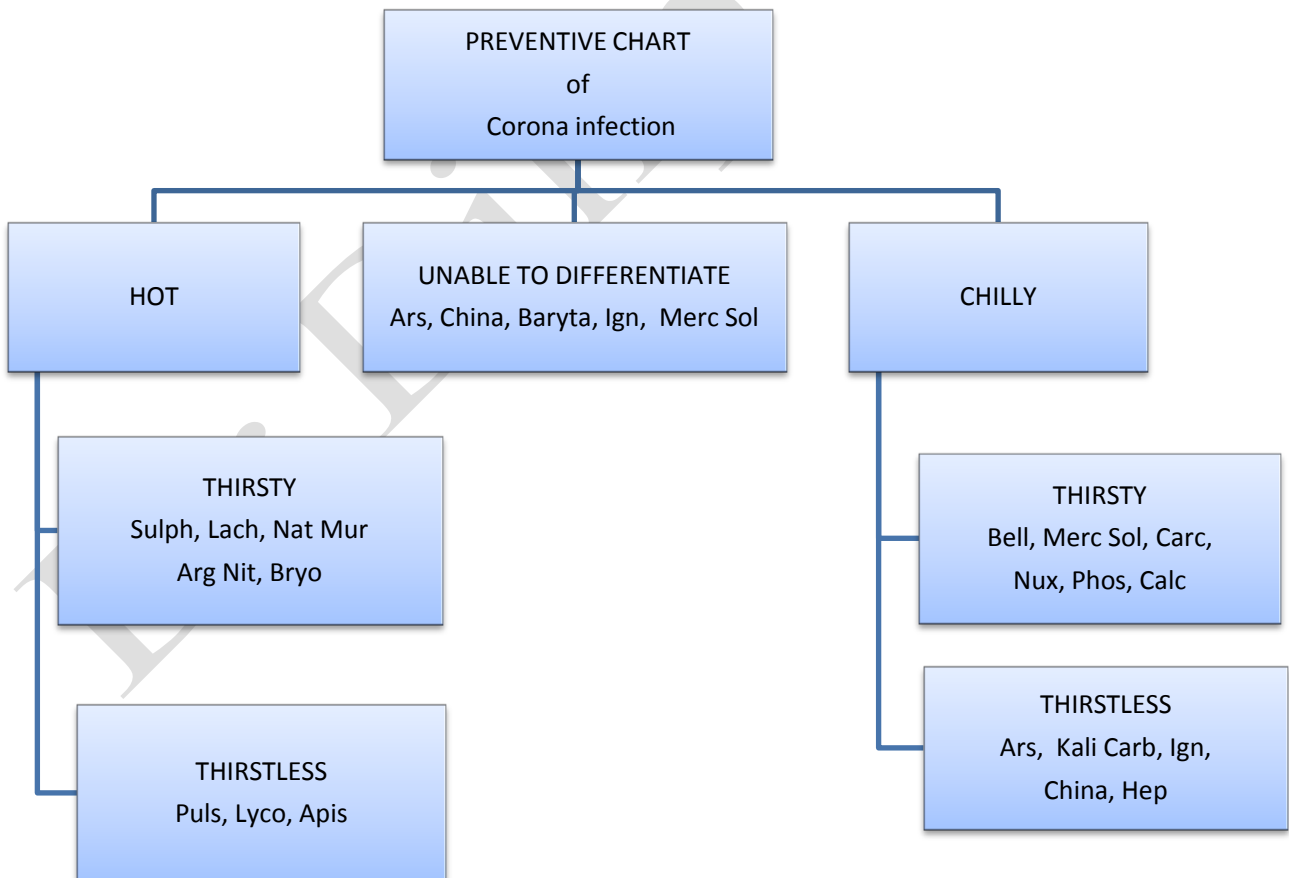 PREVENTIVE CHART
of
Corona infection
HOT
UNABLE TO DIFFERENTIATE
Ars, China, Baryta, Ign, Merc Sol
CHILLY
THIRSTY
Sulph, Lach, Nat Mur
Arg Nit, Bryo
THIRSTLESS
Puls, Lyco, Apis
THIRSTY
Bell, Merc Sol, Carc,
Nux, Phos, Calc
THIRSTLESS
Ars, Kali Carb, Ign,
China, Hep